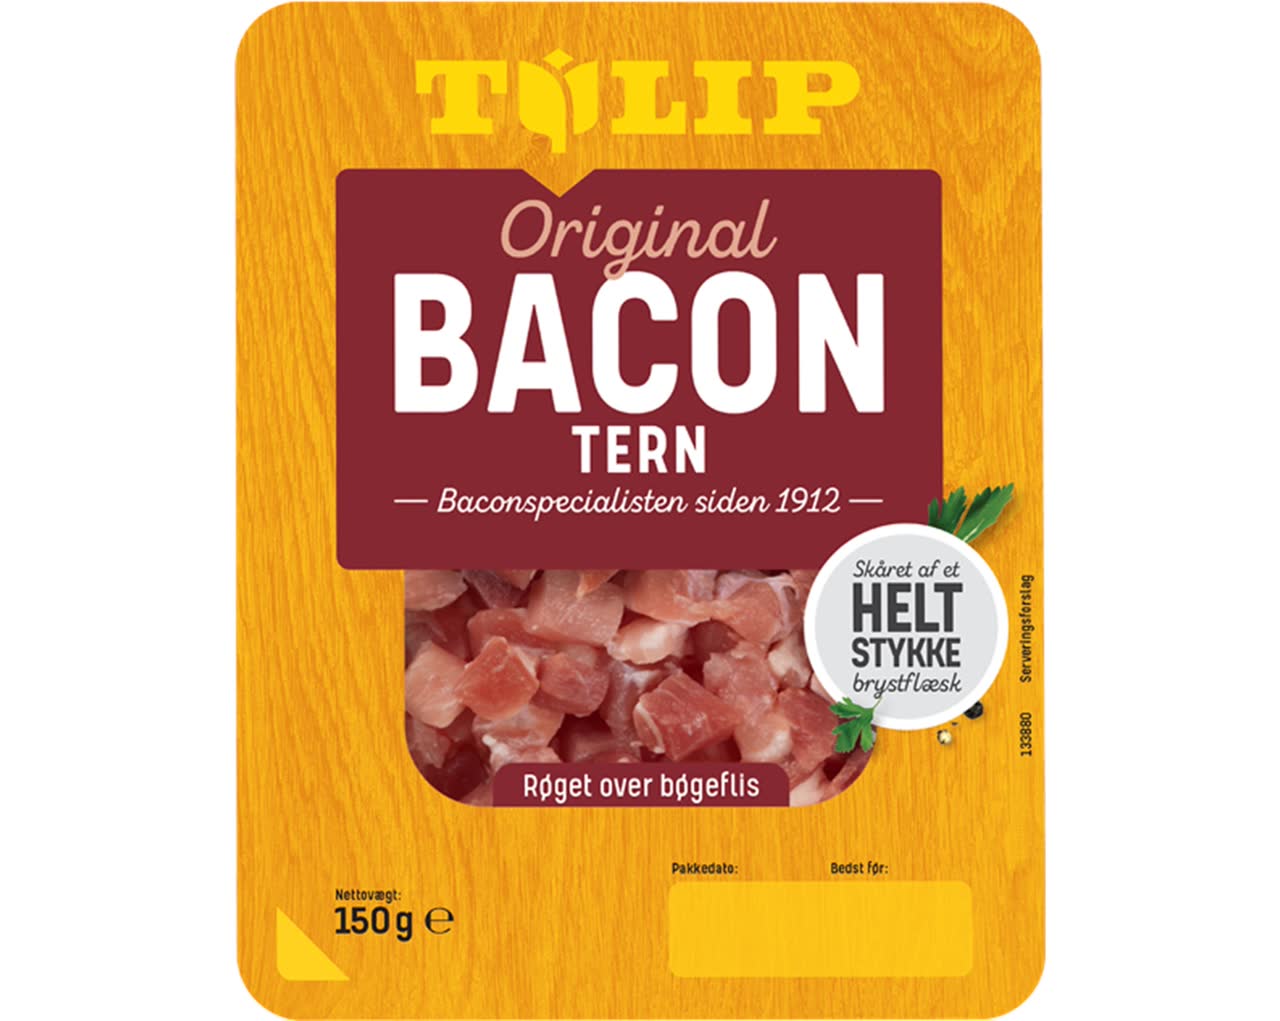 TULIP
Original
BACON
TERN
— Baconspecialisten siden 1912 —
Skåret af et
HELT
STYKKE
brystflæsk
Serveringsforslag
133880
Røget over bøgeflis
Pakkedato:
Bedst før:
Nettovægt:
150 g ℮